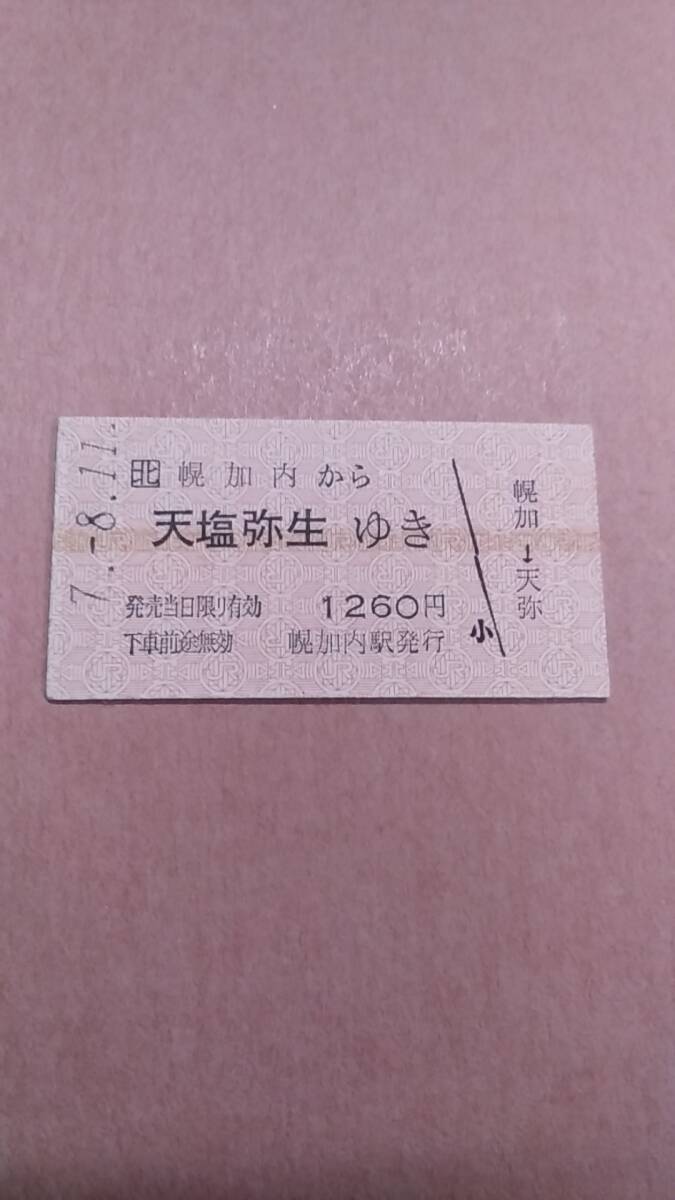 7.-8.11.
北 幌加内 から
天塩弥生 ゆき
発売当日限り有効 1260円
下車前途無効 幌加内駅発行
小
幌加→天弥